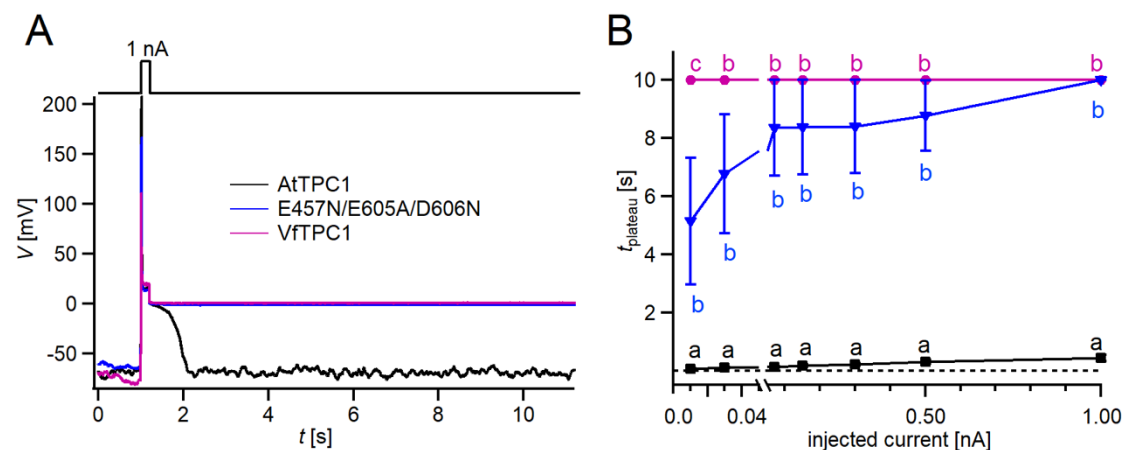 A
1 nA
200
150
100
50
0
-50
V [mV]
AtTPC1
E457N/E605A/D606N
VfTPC1
0
2
4
6
8
10
t [s]
B
c b b b b b b
10
8
6
4
2
t_plateau [s]
b b b b b b b
a a a a a a a
0.0
0.04
0.50
1.00
injected current [nA]